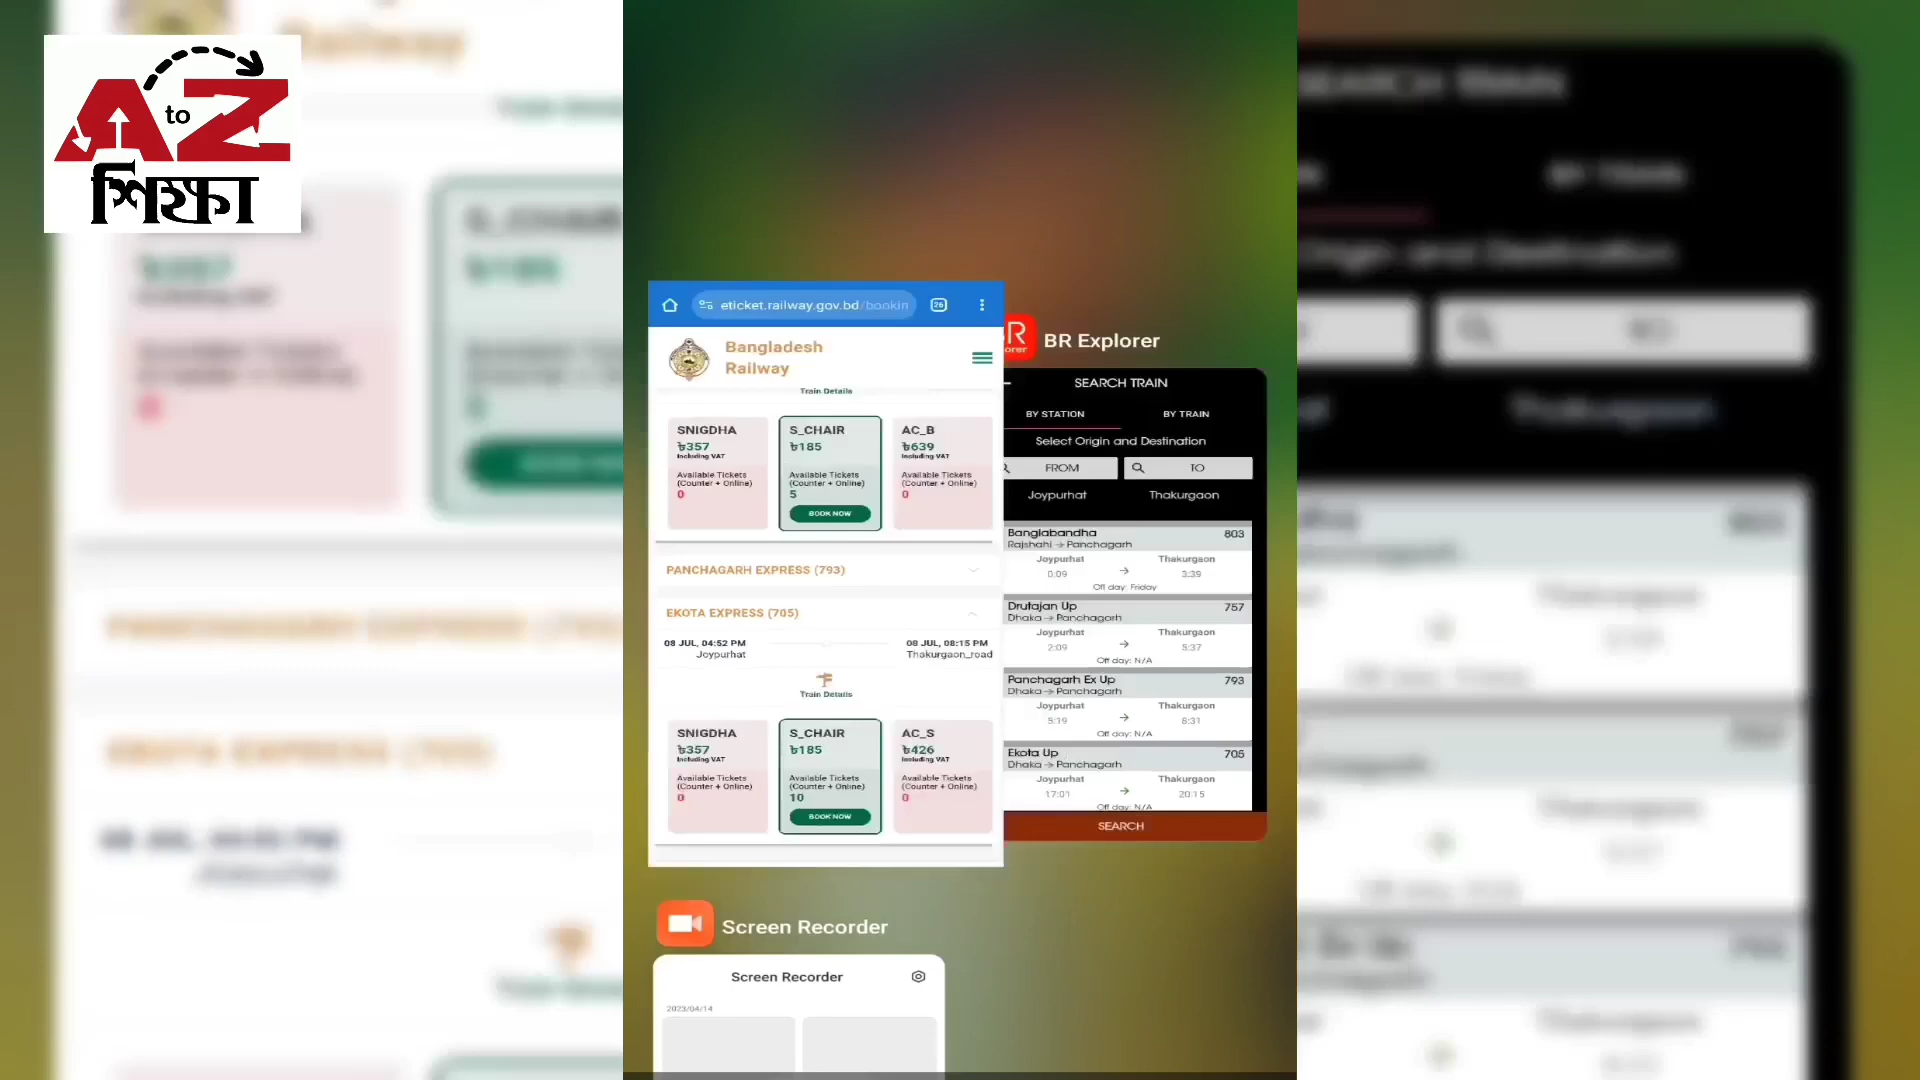 A to Z
শিক্ষা
eticket.railway.gov.bd/bookin
26
Bangladesh
Railway
Train Details
SNIGDHA
৳357
Including VAT
Available Tickets
(Counter + Online)
0
S_CHAIR
৳185
Available Tickets
(Counter + Online)
5
BOOK NOW
AC_B
৳639
Including VAT
Available Tickets
(Counter + Online)
0
PANCHAGARH EXPRESS (793)
EKOTA EXPRESS (705)
08 JUL, 04:52 PM
Joypurhat
08 JUL, 08:15 PM
Thakurgaon_road
Train Details
SNIGDHA
৳357
Including VAT
Available Tickets
(Counter + Online)
0
S_CHAIR
৳185
Available Tickets
(Counter + Online)
10
BOOK NOW
AC_S
৳426
Including VAT
Available Tickets
(Counter + Online)
0
BR Explorer
SEARCH TRAIN
BY STATION BY TRAIN
Select Origin and Destination
FROM TO
Joypurhat Thakurgaon
Banglabandha 803
Rajshahi → Panchagarh
Joypurhat → Thakurgaon
0:09 3:39
Off day: Friday
Drutajan Up 757
Dhaka → Panchagarh
Joypurhat → Thakurgaon
2:09 5:37
Off day: N/A
Panchagarh Ex Up 793
Dhaka → Panchagarh
Joypurhat → Thakurgaon
5:19 8:31
Off day: N/A
Ekota Up 705
Dhaka → Panchagarh
Joypurhat → Thakurgaon
17:01 20:15
Off day: N/A
SEARCH
Screen Recorder
Screen Recorder
2023/04/14